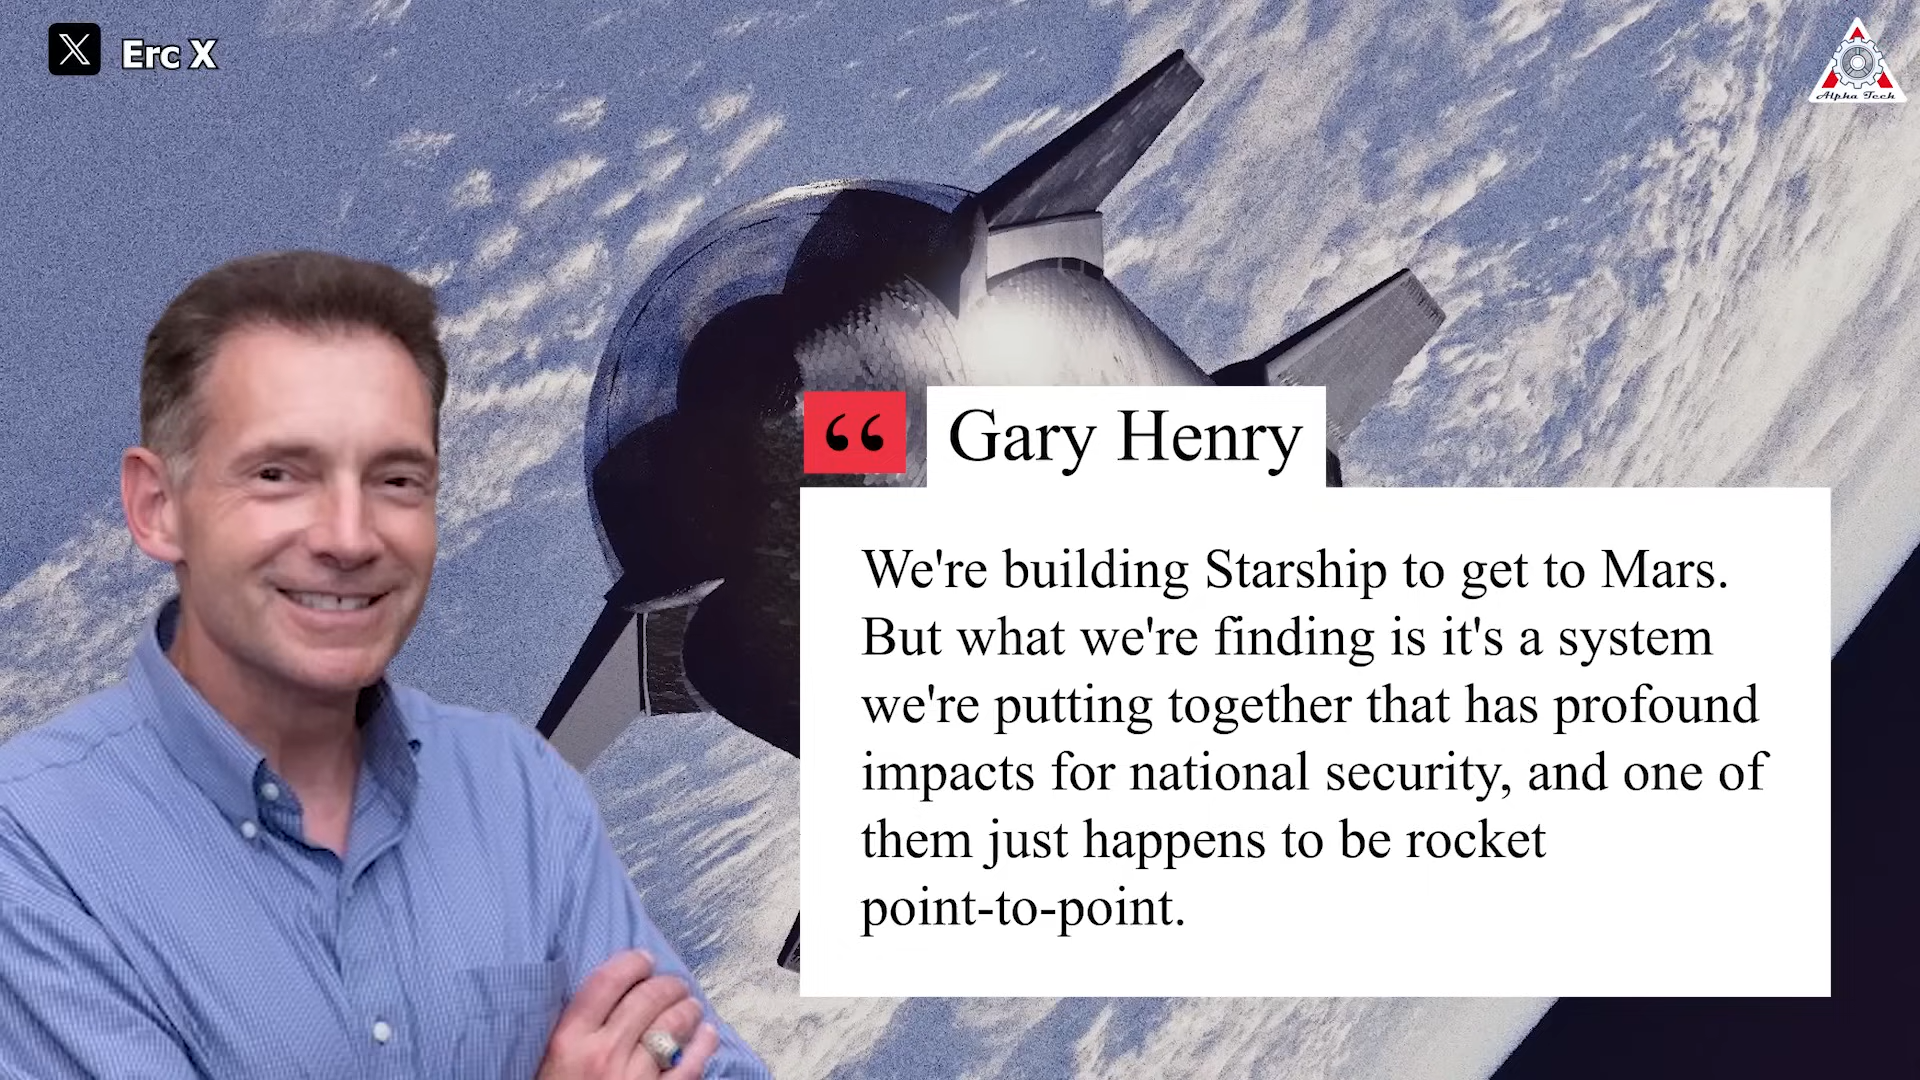 Erc X
Alpha Tech
“ Gary Henry
We're building Starship to get to Mars.
But what we're finding is it's a system
we're putting together that has profound
impacts for national security, and one of
them just happens to be rocket
point-to-point.